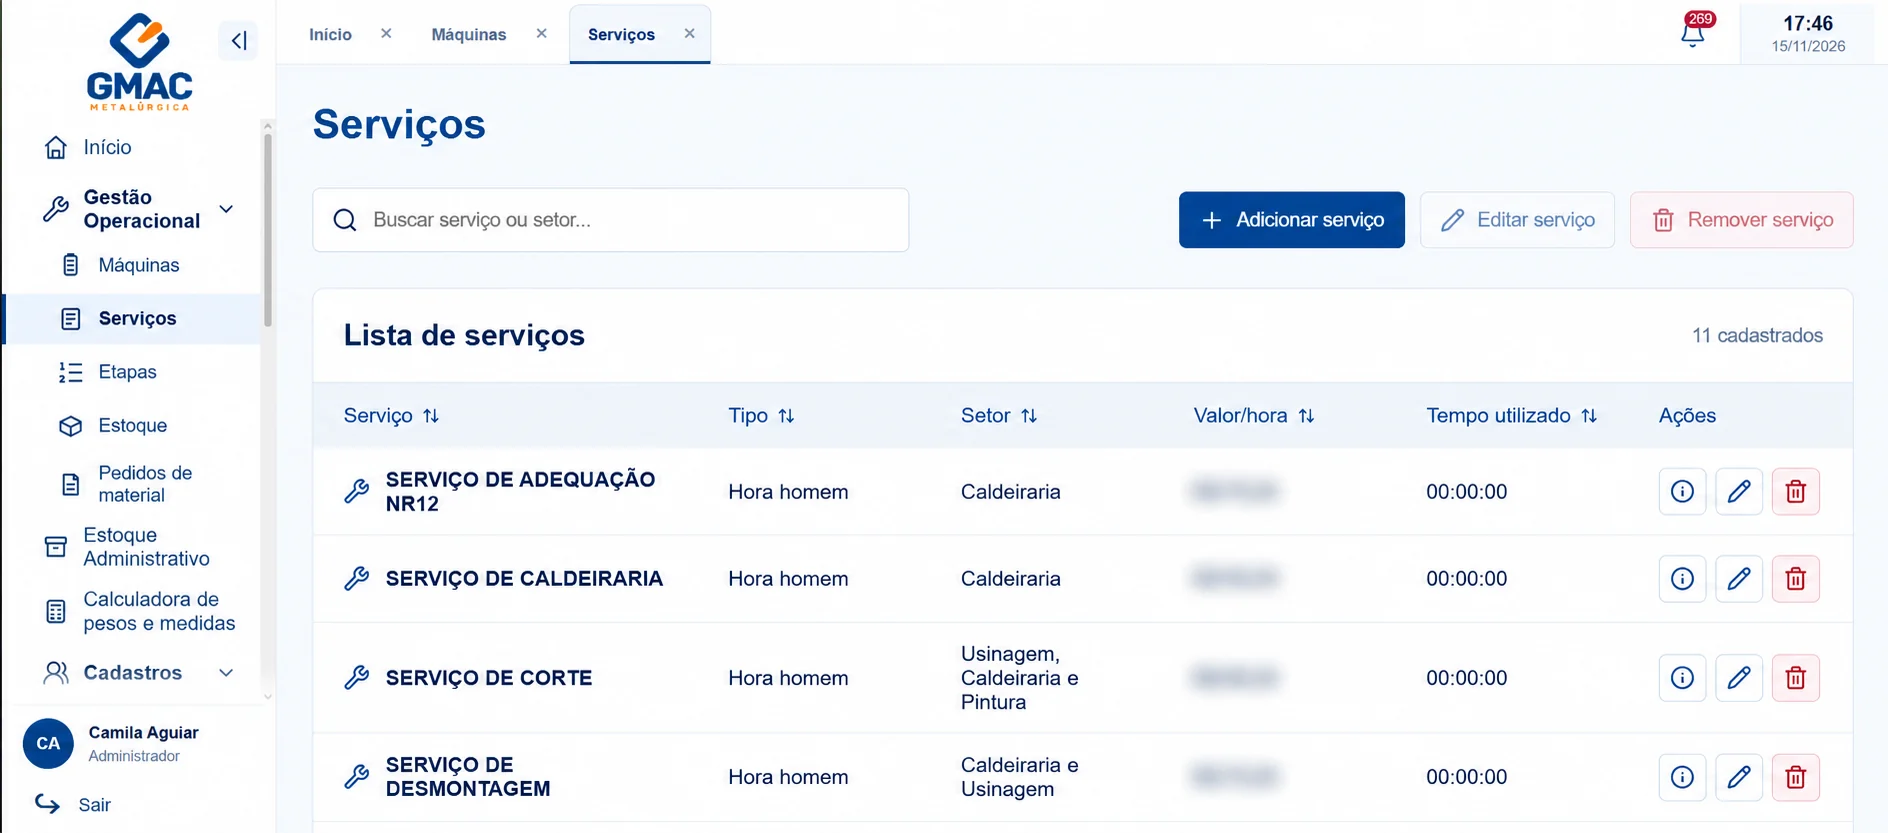 GMAC
METALÚRGICA
Início
Gestão
Operacional
Máquinas
Serviços
Etapas
Estoque
Pedidos de
material
Estoque
Administrativo
Calculadora de
pesos e medidas
Cadastros
CA
Camila Aguiar
Administrador
Sair
Início
Máquinas
Serviços
269
17:46
15/11/2026
Serviços
Buscar serviço ou setor...
Adicionar serviço
Editar serviço
Remover serviço
Lista de serviços
11 cadastrados
Serviço
Tipo
Setor
Valor/hora
Tempo utilizado
Ações
SERVIÇO DE ADEQUAÇÃO
NR12
Hora homem
Caldeiraria
00:00:00
SERVIÇO DE CALDEIRARIA
Hora homem
Caldeiraria
00:00:00
SERVIÇO DE CORTE
Hora homem
Usinagem,
Caldeiraria e
Pintura
00:00:00
SERVIÇO DE
DESMONTAGEM
Hora homem
Caldeiraria e
Usinagem
00:00:00